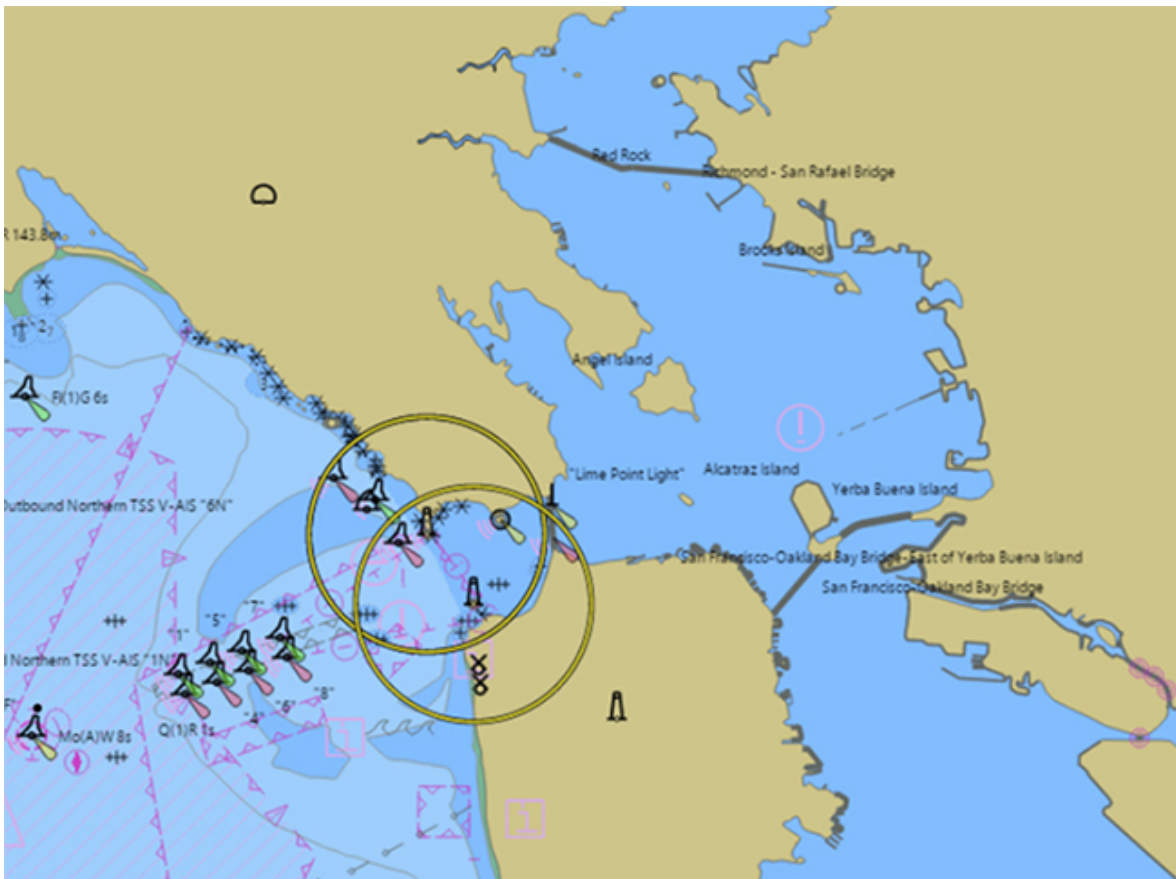 Red Rock
Richmond - San Rafael Bridge
R 143.8m
Brooks Island
Angel Island
Fl(1)G 6s
"Lime Point Light"
Alcatraz Island
Yerba Buena Island
Outbound Northern TSS V-AIS "6N"
San Francisco-Oakland Bay Bridge-East of Yerba Buena Island
San Francisco-Oakland Bay Bridge
"7"
"5"
"1"
Northern TSS V-AIS "1N"
"8"
"6"
"4"
Q(1)R 1s
Mo(A)W 8s